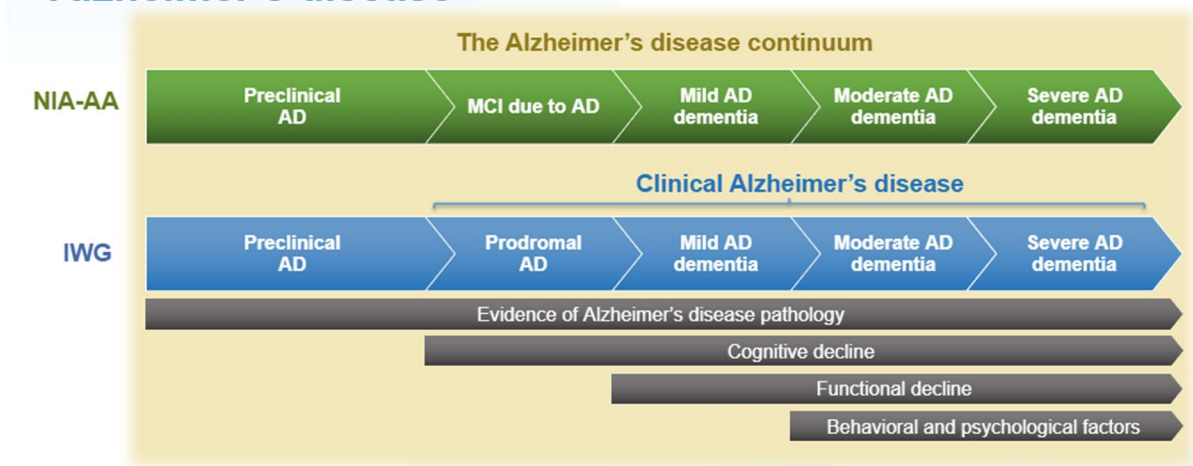 The Alzheimer's disease continuum
NIA-AA
Preclinical
AD
MCI due to AD
Mild AD
dementia
Moderate AD
dementia
Severe AD
dementia
Clinical Alzheimer's disease
IWG
Preclinical
AD
Prodromal
AD
Mild AD
dementia
Moderate AD
dementia
Severe AD
dementia
Evidence of Alzheimer's disease pathology
Cognitive decline
Functional decline
Behavioral and psychological factors